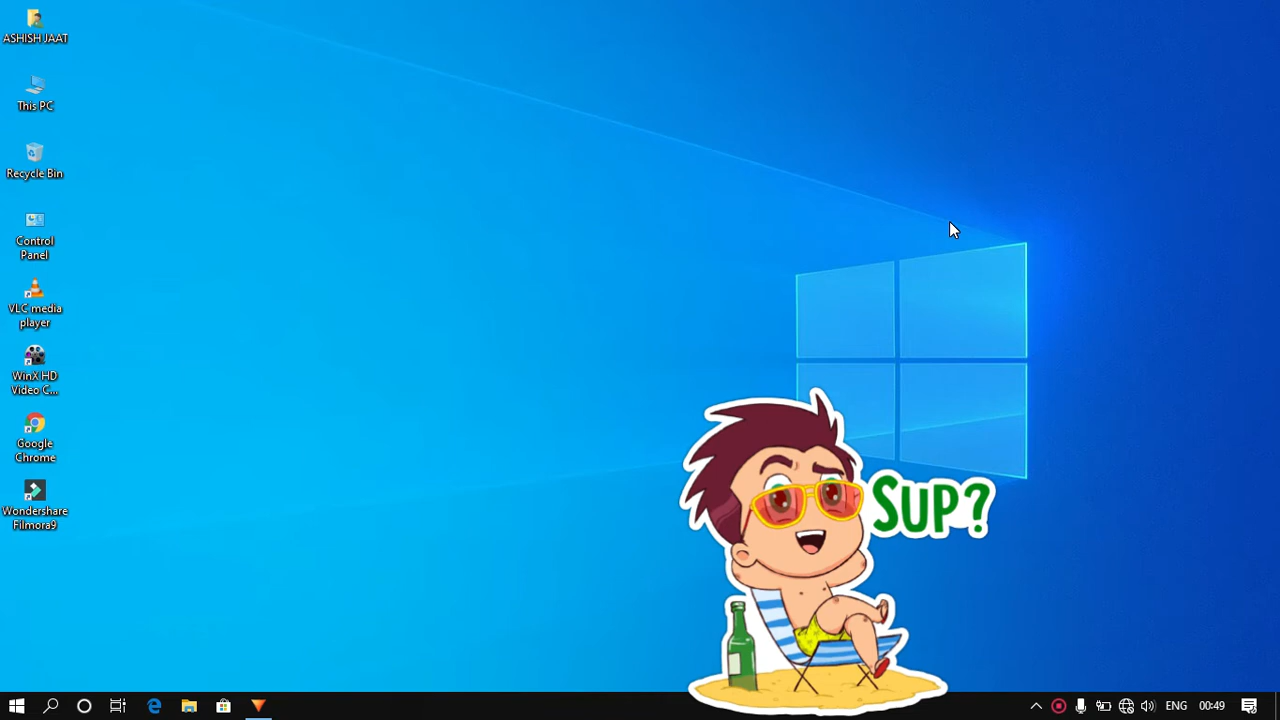 ASHISH JAAT
This PC
Recycle Bin
Control
Panel
VLC media
player
WinX HD
Video C...
Google
Chrome
Wondershare
Filmora9
SUP?
ENG
00:49